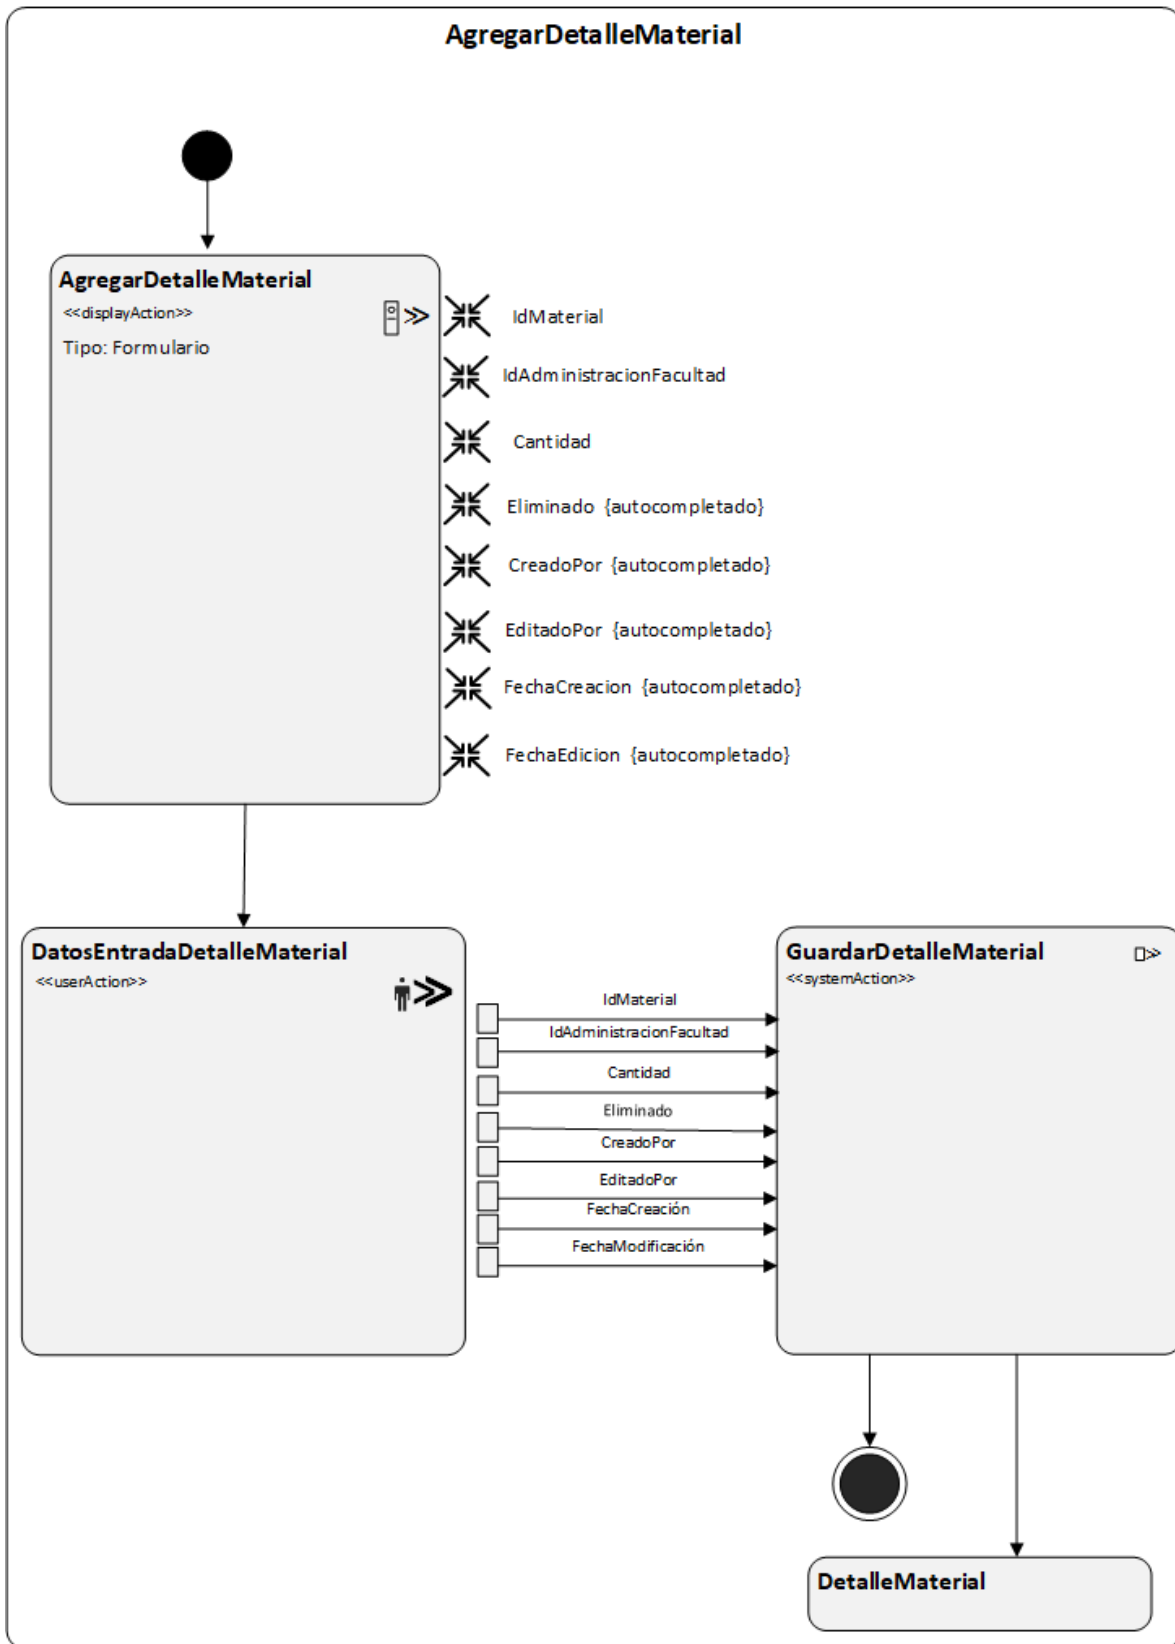 AgregarDetalleMaterial
AgregarDetalleMaterial
<<displayAction>>
Tipo: Formulario
IdMaterial
IdAdministracionFacultad
Cantidad
Eliminado {autocompletado}
CreadoPor {autocompletado}
EditadoPor {autocompletado}
FechaCreacion {autocompletado}
FechaEdicion {autocompletado}
DatosEntradaDetalleMaterial
<<userAction>>
IdMaterial
IdAdministracionFacultad
Cantidad
Eliminado
CreadoPor
EditadoPor
FechaCreación
FechaModificación
GuardarDetalleMaterial
<<systemAction>>
DetalleMaterial